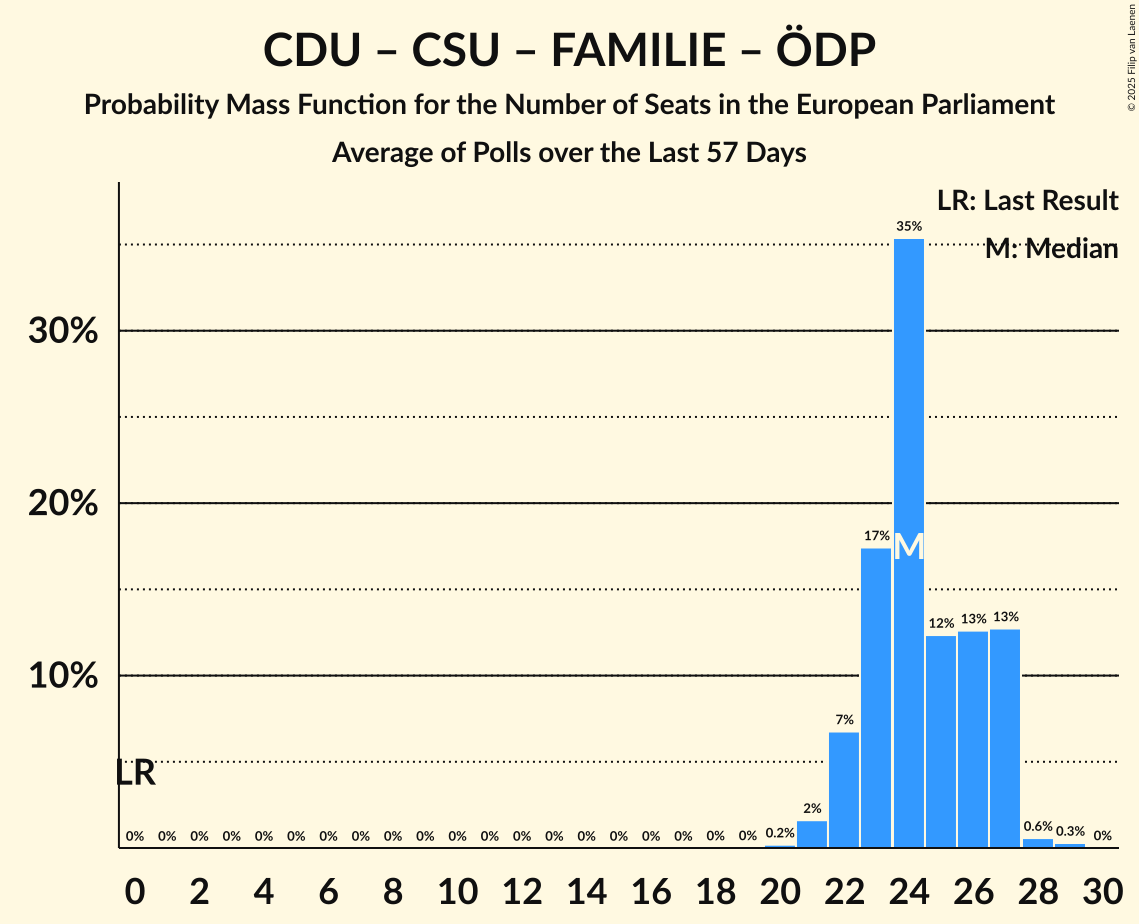 CDU – CSU – FAMILIE – ÖDP
Probability Mass Function for the Number of Seats in the European Parliament
Average of Polls over the Last 57 Days
© 2025 Filip van Laenen
LR: Last Result
M: Median
35%
30%
20%
17%
M
12%
13%
13%
10%
7%
LR
2%
0% 0% 0% 0% 0% 0% 0% 0% 0% 0% 0% 0% 0% 0% 0% 0% 0% 0% 0% 0% 0.2% 0.6% 0.3% 0%
0 2 4 6 8 10 12 14 16 18 20 22 24 26 28 30